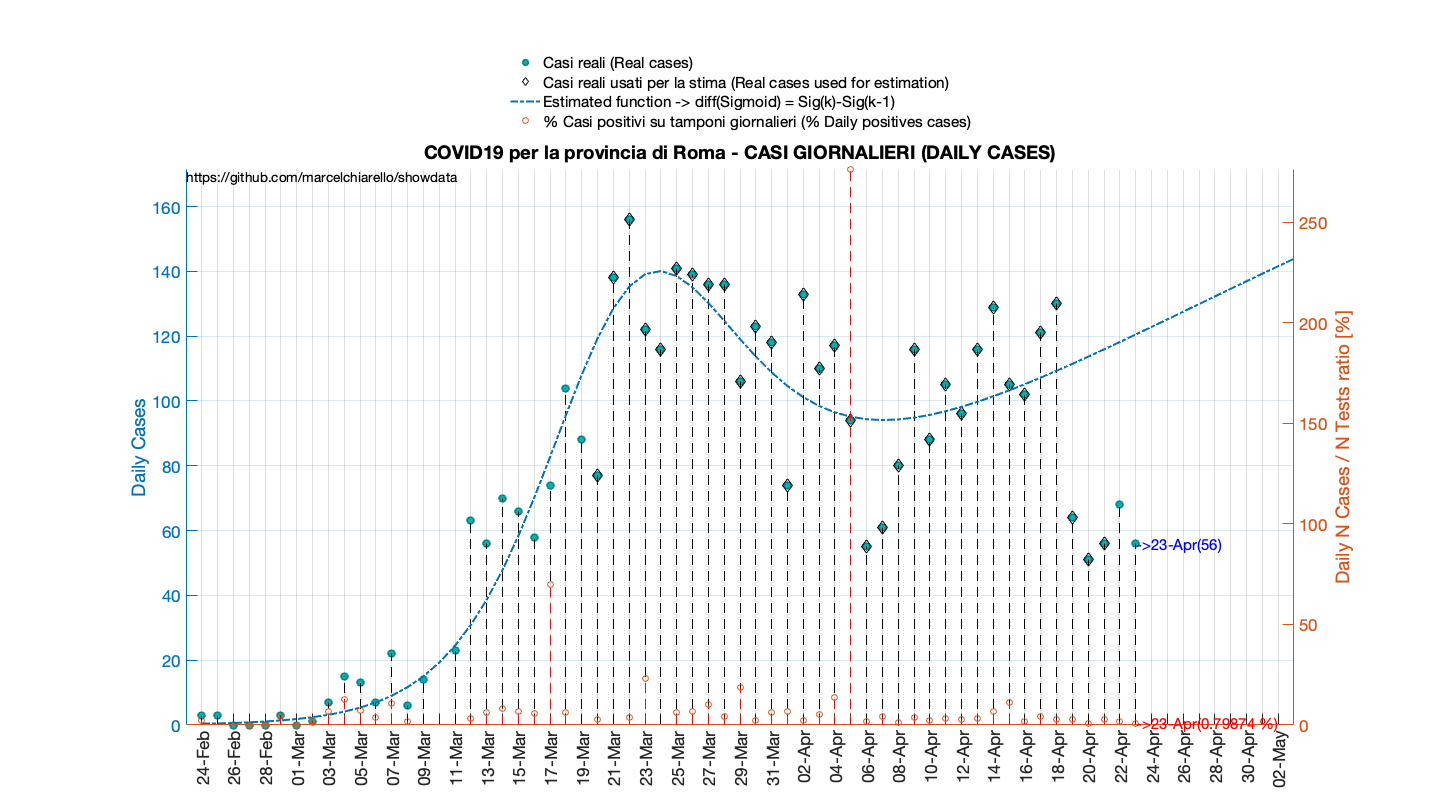 Casi reali (Real cases)
Casi reali usati per la stima (Real cases used for estimation)
Estimated function -> diff(Sigmoid) = Sig(k)-Sig(k-1)
% Casi positivi su tamponi giornalieri (% Daily positives cases)
COVID19 per la provincia di Roma - CASI GIORNALIERI (DAILY CASES)
https://github.com/marcelchiarello/showdata
Daily Cases
160
140
120
100
80
60
40
20
0
250
200
150
100
50
0
Daily N Cases / N Tests ratio [%]
->23-Apr(56)
->23-Apr(0.79874 %)
24-Feb
26-Feb
28-Feb
01-Mar
03-Mar
05-Mar
07-Mar
09-Mar
11-Mar
13-Mar
15-Mar
17-Mar
19-Mar
21-Mar
23-Mar
25-Mar
27-Mar
29-Mar
31-Mar
02-Apr
04-Apr
06-Apr
08-Apr
10-Apr
12-Apr
14-Apr
16-Apr
18-Apr
20-Apr
22-Apr
24-Apr
26-Apr
28-Apr
30-Apr
02-May